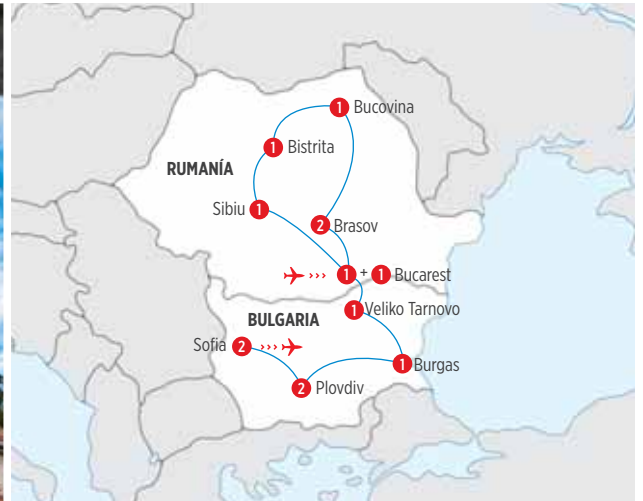 1 Bucovina
1 Bistrita
RUMANÍA
Sibiu 1
2 Brasov
››› 1 + 1 Bucarest
1 Veliko Tarnovo
BULGARIA
Sofia 2 ›››
1 Burgas
2 Plovdiv